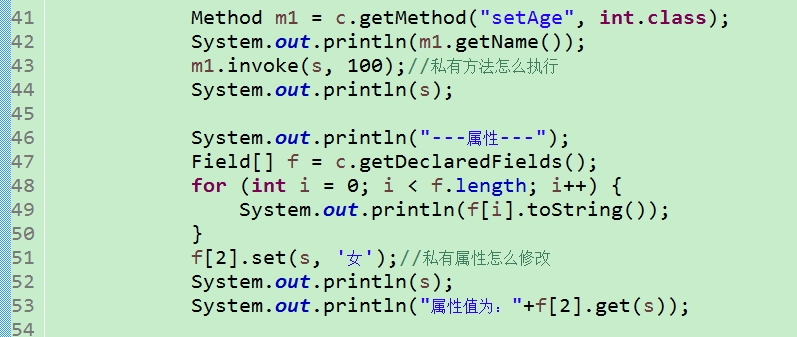 41 Method m1 = c.getMethod("setAge", int.class);
42 System.out.println(m1.getName());
43 m1.invoke(s, 100);//私有方法怎么执行
44 System.out.println(s);
45
46 System.out.println("---属性---");
47 Field[] f = c.getDeclaredFields();
48 for (int i = 0; i < f.length; i++) {
49 System.out.println(f[i].toString());
50 }
51 f[2].set(s, '女');//私有属性怎么修改
52 System.out.println(s);
53 System.out.println("属性值为："+f[2].get(s));
54